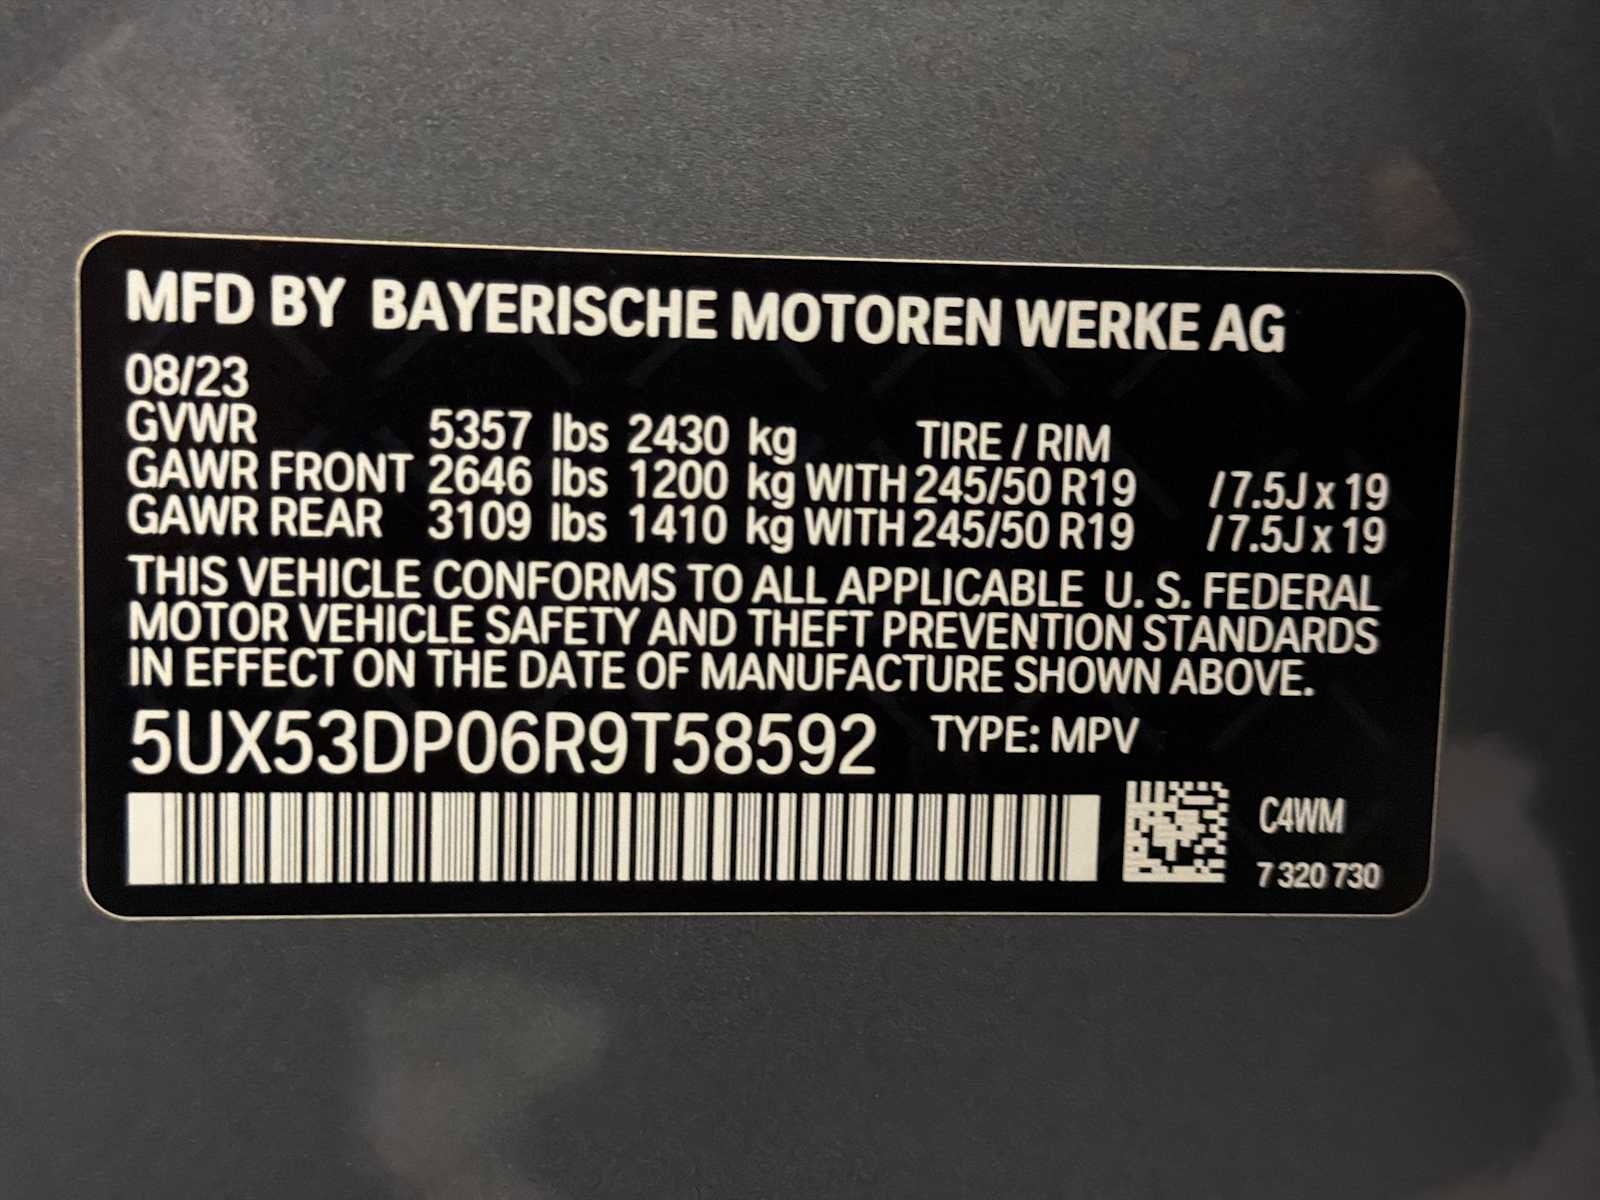 MFD BY BAYERISCHE MOTOREN WERKE AG
08/23
GVWR 5357 lbs 2430 kg TIRE / RIM
GAWR FRONT 2646 lbs 1200 kg WITH 245/50 R19 / 7.5J x 19
GAWR REAR 3109 lbs 1410 kg WITH 245/50 R19 / 7.5J x 19
THIS VEHICLE CONFORMS TO ALL APPLICABLE U. S. FEDERAL
MOTOR VEHICLE SAFETY AND THEFT PREVENTION STANDARDS
IN EFFECT ON THE DATE OF MANUFACTURE SHOWN ABOVE.
5UX53DP06R9T58592 TYPE: MPV
C4WM
7 320 730